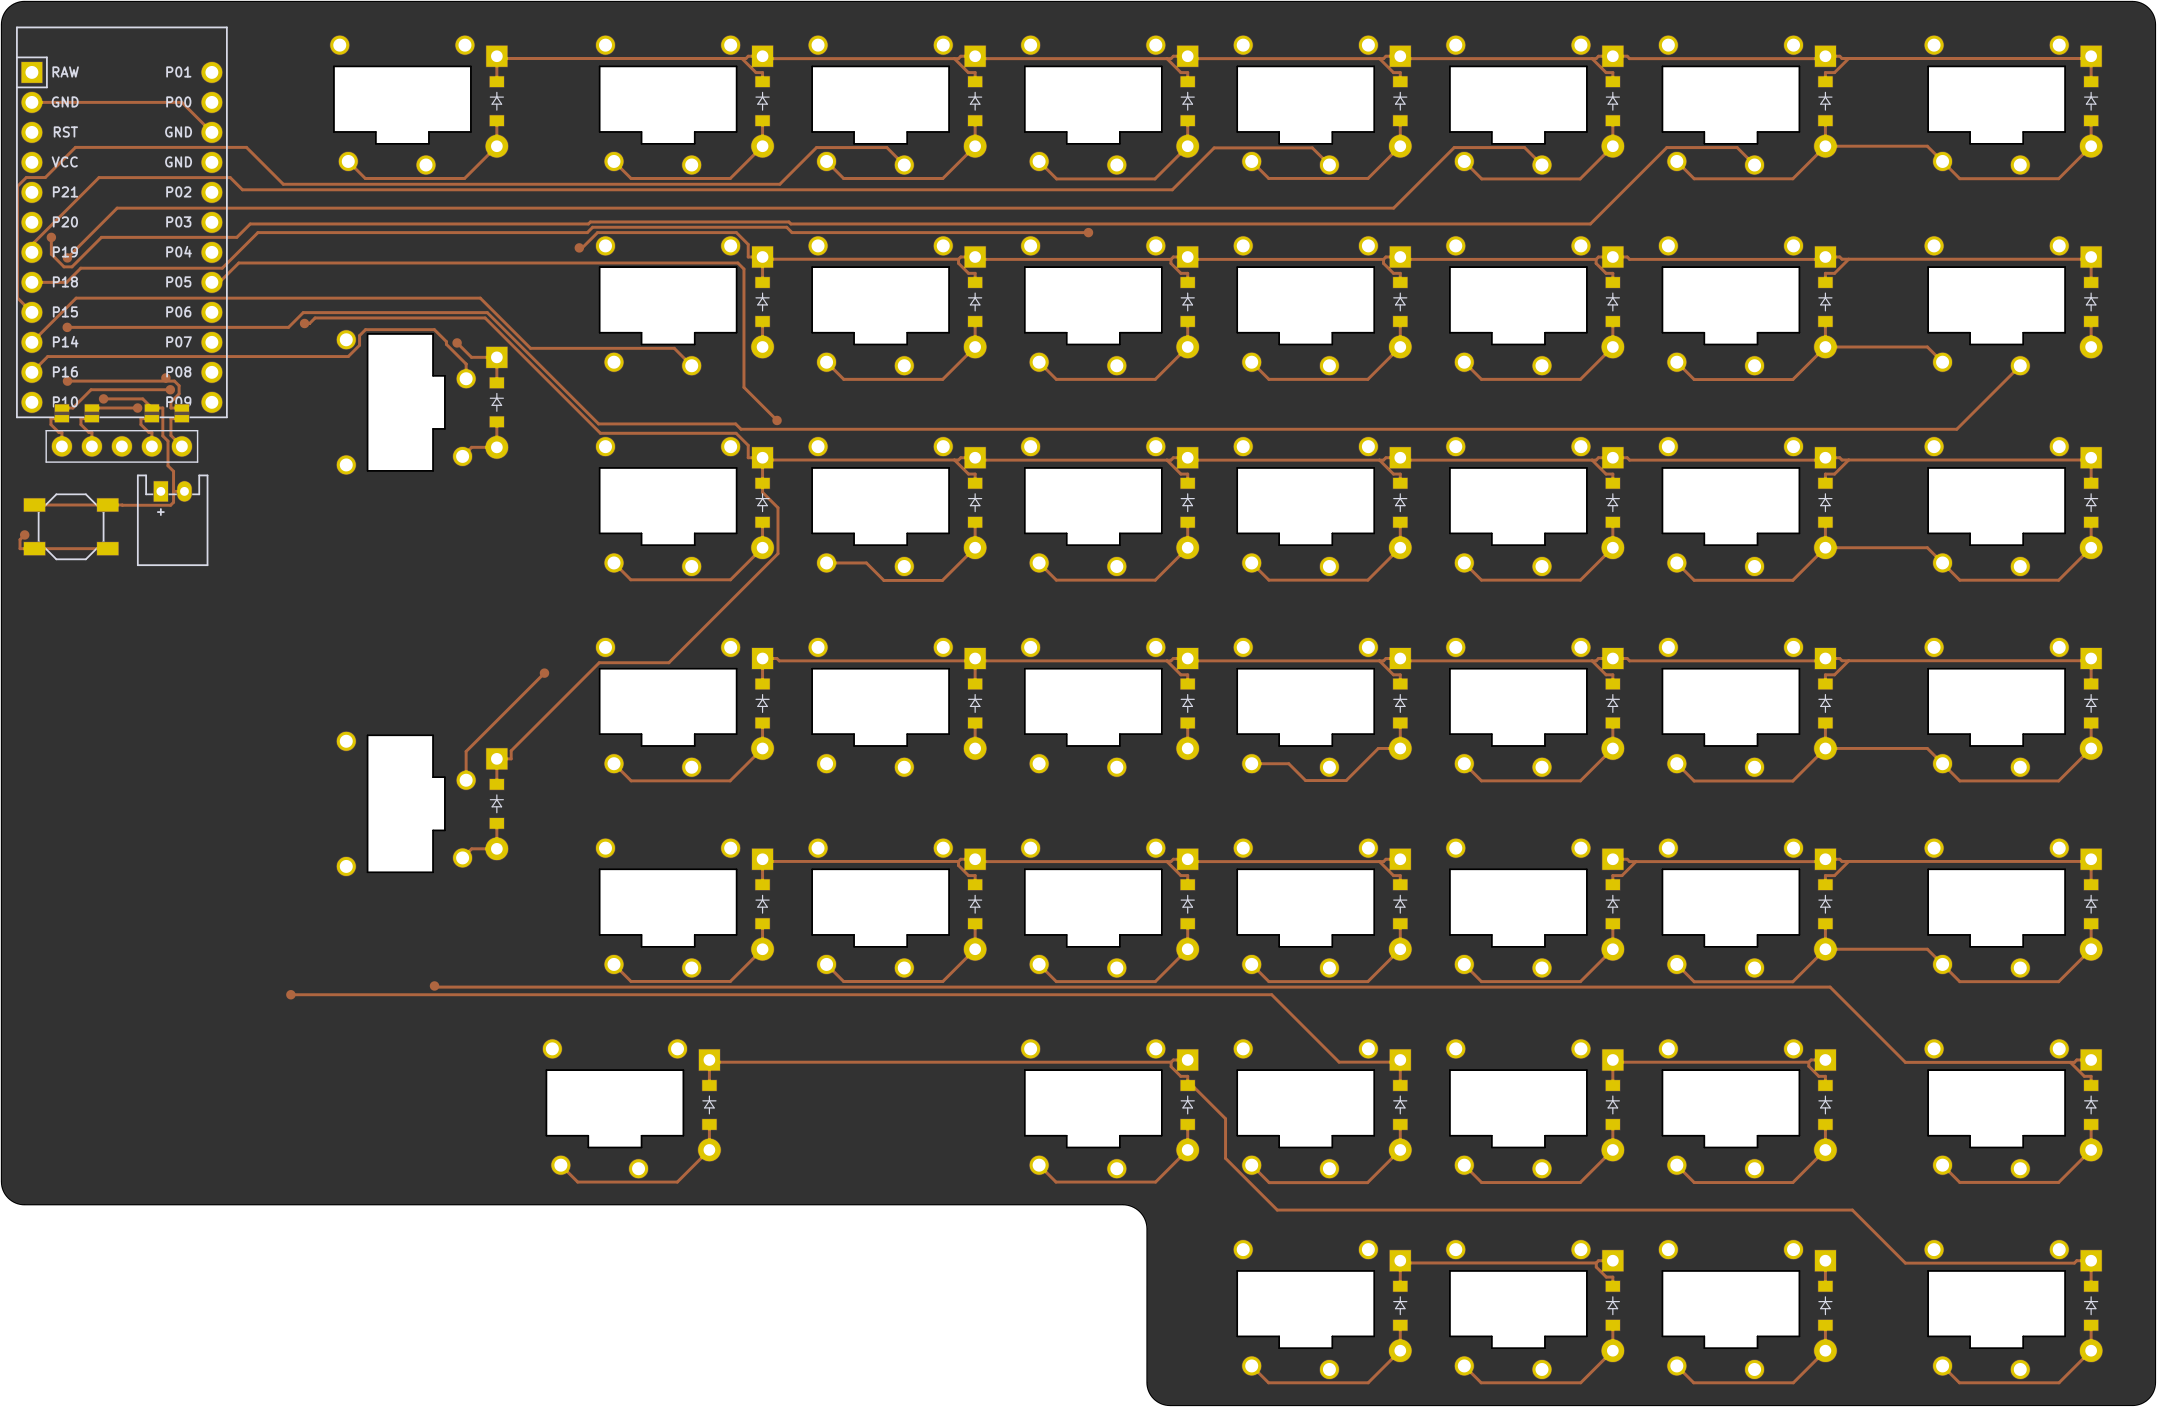 RAW P01
GND P00
RST GND
VCC GND
P21 P02
P20 P03
P19 P04
P18 P05
P15 P06
P14 P07
P16 P08
P10 P09
+